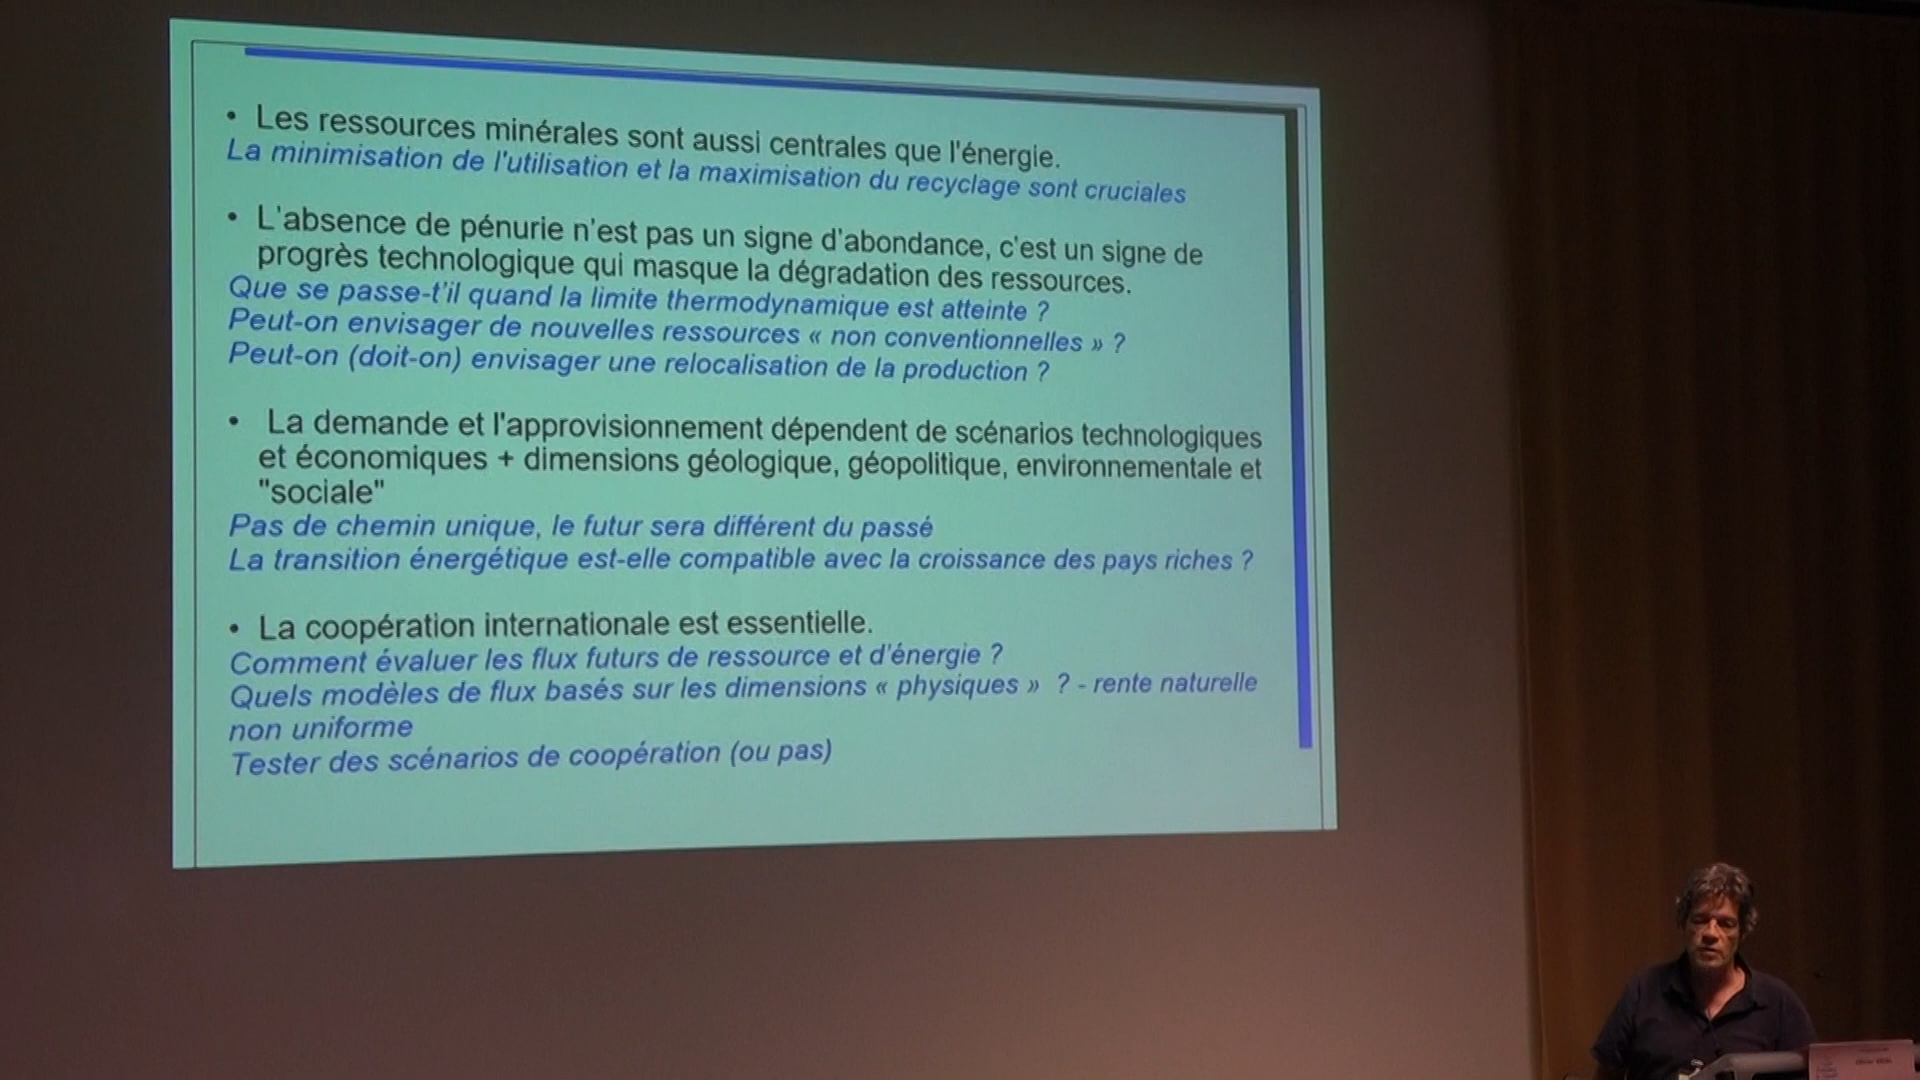 • Les ressources minérales sont aussi centrales que l'énergie.
La minimisation de l'utilisation et la maximisation du recyclage sont cruciales
• L'absence de pénurie n'est pas un signe d'abondance, c'est un signe de
progrès technologique qui masque la dégradation des ressources.
Que se passe-t'il quand la limite thermodynamique est atteinte ?
Peut-on envisager de nouvelles ressources « non conventionnelles » ?
Peut-on (doit-on) envisager une relocalisation de la production ?
• La demande et l'approvisionnement dépendent de scénarios technologiques
et économiques + dimensions géologique, géopolitique, environnementale et
"sociale"
Pas de chemin unique, le futur sera différent du passé
La transition énergétique est-elle compatible avec la croissance des pays riches ?
• La coopération internationale est essentielle.
Comment évaluer les flux futurs de ressource et d'énergie ?
Quels modèles de flux basés sur les dimensions « physiques » ? - rente naturelle
non uniforme
Tester des scénarios de coopération (ou pas)